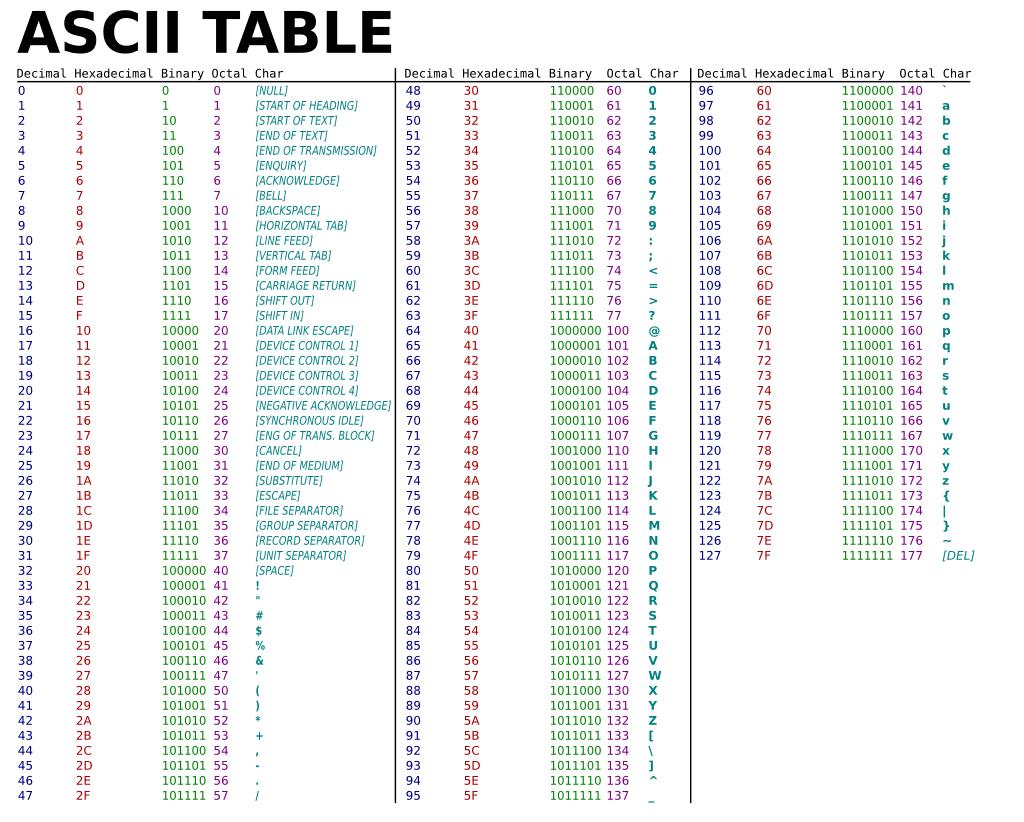 ASCII TABLE
Decimal Hexadecimal Binary Octal Char
0 0 0 0 [NULL]
1 1 1 1 [START OF HEADING]
2 2 10 2 [START OF TEXT]
3 3 11 3 [END OF TEXT]
4 4 100 4 [END OF TRANSMISSION]
5 5 101 5 [ENQUIRY]
6 6 110 6 [ACKNOWLEDGE]
7 7 111 7 [BELL]
8 8 1000 10 [BACKSPACE]
9 9 1001 11 [HORIZONTAL TAB]
10 A 1010 12 [LINE FEED]
11 B 1011 13 [VERTICAL TAB]
12 C 1100 14 [FORM FEED]
13 D 1101 15 [CARRIAGE RETURN]
14 E 1110 16 [SHIFT OUT]
15 F 1111 17 [SHIFT IN]
16 10 10000 20 [DATA LINK ESCAPE]
17 11 10001 21 [DEVICE CONTROL 1]
18 12 10010 22 [DEVICE CONTROL 2]
19 13 10011 23 [DEVICE CONTROL 3]
20 14 10100 24 [DEVICE CONTROL 4]
21 15 10101 25 [NEGATIVE ACKNOWLEDGE]
22 16 10110 26 [SYNCHRONOUS IDLE]
23 17 10111 27 [ENG OF TRANS. BLOCK]
24 18 11000 30 [CANCEL]
25 19 11001 31 [END OF MEDIUM]
26 1A 11010 32 [SUBSTITUTE]
27 1B 11011 33 [ESCAPE]
28 1C 11100 34 [FILE SEPARATOR]
29 1D 11101 35 [GROUP SEPARATOR]
30 1E 11110 36 [RECORD SEPARATOR]
31 1F 11111 37 [UNIT SEPARATOR]
32 20 100000 40 [SPACE]
33 21 100001 41 !
34 22 100010 42 "
35 23 100011 43 #
36 24 100100 44 $
37 25 100101 45 %
38 26 100110 46 &
39 27 100111 47 '
40 28 101000 50 (
41 29 101001 51 )
42 2A 101010 52 *
43 2B 101011 53 +
44 2C 101100 54 ,
45 2D 101101 55 -
46 2E 101110 56 .
47 2F 101111 57 /
Decimal Hexadecimal Binary Octal Char
48 30 110000 60 0
49 31 110001 61 1
50 32 110010 62 2
51 33 110011 63 3
52 34 110100 64 4
53 35 110101 65 5
54 36 110110 66 6
55 37 110111 67 7
56 38 111000 70 8
57 39 111001 71 9
58 3A 111010 72 :
59 3B 111011 73 ;
60 3C 111100 74 <
61 3D 111101 75 =
62 3E 111110 76 >
63 3F 111111 77 ?
64 40 1000000 100 @
65 41 1000001 101 A
66 42 1000010 102 B
67 43 1000011 103 C
68 44 1000100 104 D
69 45 1000101 105 E
70 46 1000110 106 F
71 47 1000111 107 G
72 48 1001000 110 H
73 49 1001001 111 I
74 4A 1001010 112 J
75 4B 1001011 113 K
76 4C 1001100 114 L
77 4D 1001101 115 M
78 4E 1001110 116 N
79 4F 1001111 117 O
80 50 1010000 120 P
81 51 1010001 121 Q
82 52 1010010 122 R
83 53 1010011 123 S
84 54 1010100 124 T
85 55 1010101 125 U
86 56 1010110 126 V
87 57 1010111 127 W
88 58 1011000 130 X
89 59 1011001 131 Y
90 5A 1011010 132 Z
91 5B 1011011 133 [
92 5C 1011100 134 \
93 5D 1011101 135 ]
94 5E 1011110 136 ^
95 5F 1011111 137 _
Decimal Hexadecimal Binary Octal Char
96 60 1100000 140 `
97 61 1100001 141 a
98 62 1100010 142 b
99 63 1100011 143 c
100 64 1100100 144 d
101 65 1100101 145 e
102 66 1100110 146 f
103 67 1100111 147 g
104 68 1101000 150 h
105 69 1101001 151 i
106 6A 1101010 152 j
107 6B 1101011 153 k
108 6C 1101100 154 l
109 6D 1101101 155 m
110 6E 1101110 156 n
111 6F 1101111 157 o
112 70 1110000 160 p
113 71 1110001 161 q
114 72 1110010 162 r
115 73 1110011 163 s
116 74 1110100 164 t
117 75 1110101 165 u
118 76 1110110 166 v
119 77 1110111 167 w
120 78 1111000 170 x
121 79 1111001 171 y
122 7A 1111010 172 z
123 7B 1111011 173 {
124 7C 1111100 174 |
125 7D 1111101 175 }
126 7E 1111110 176 ~
127 7F 1111111 177 [DEL]